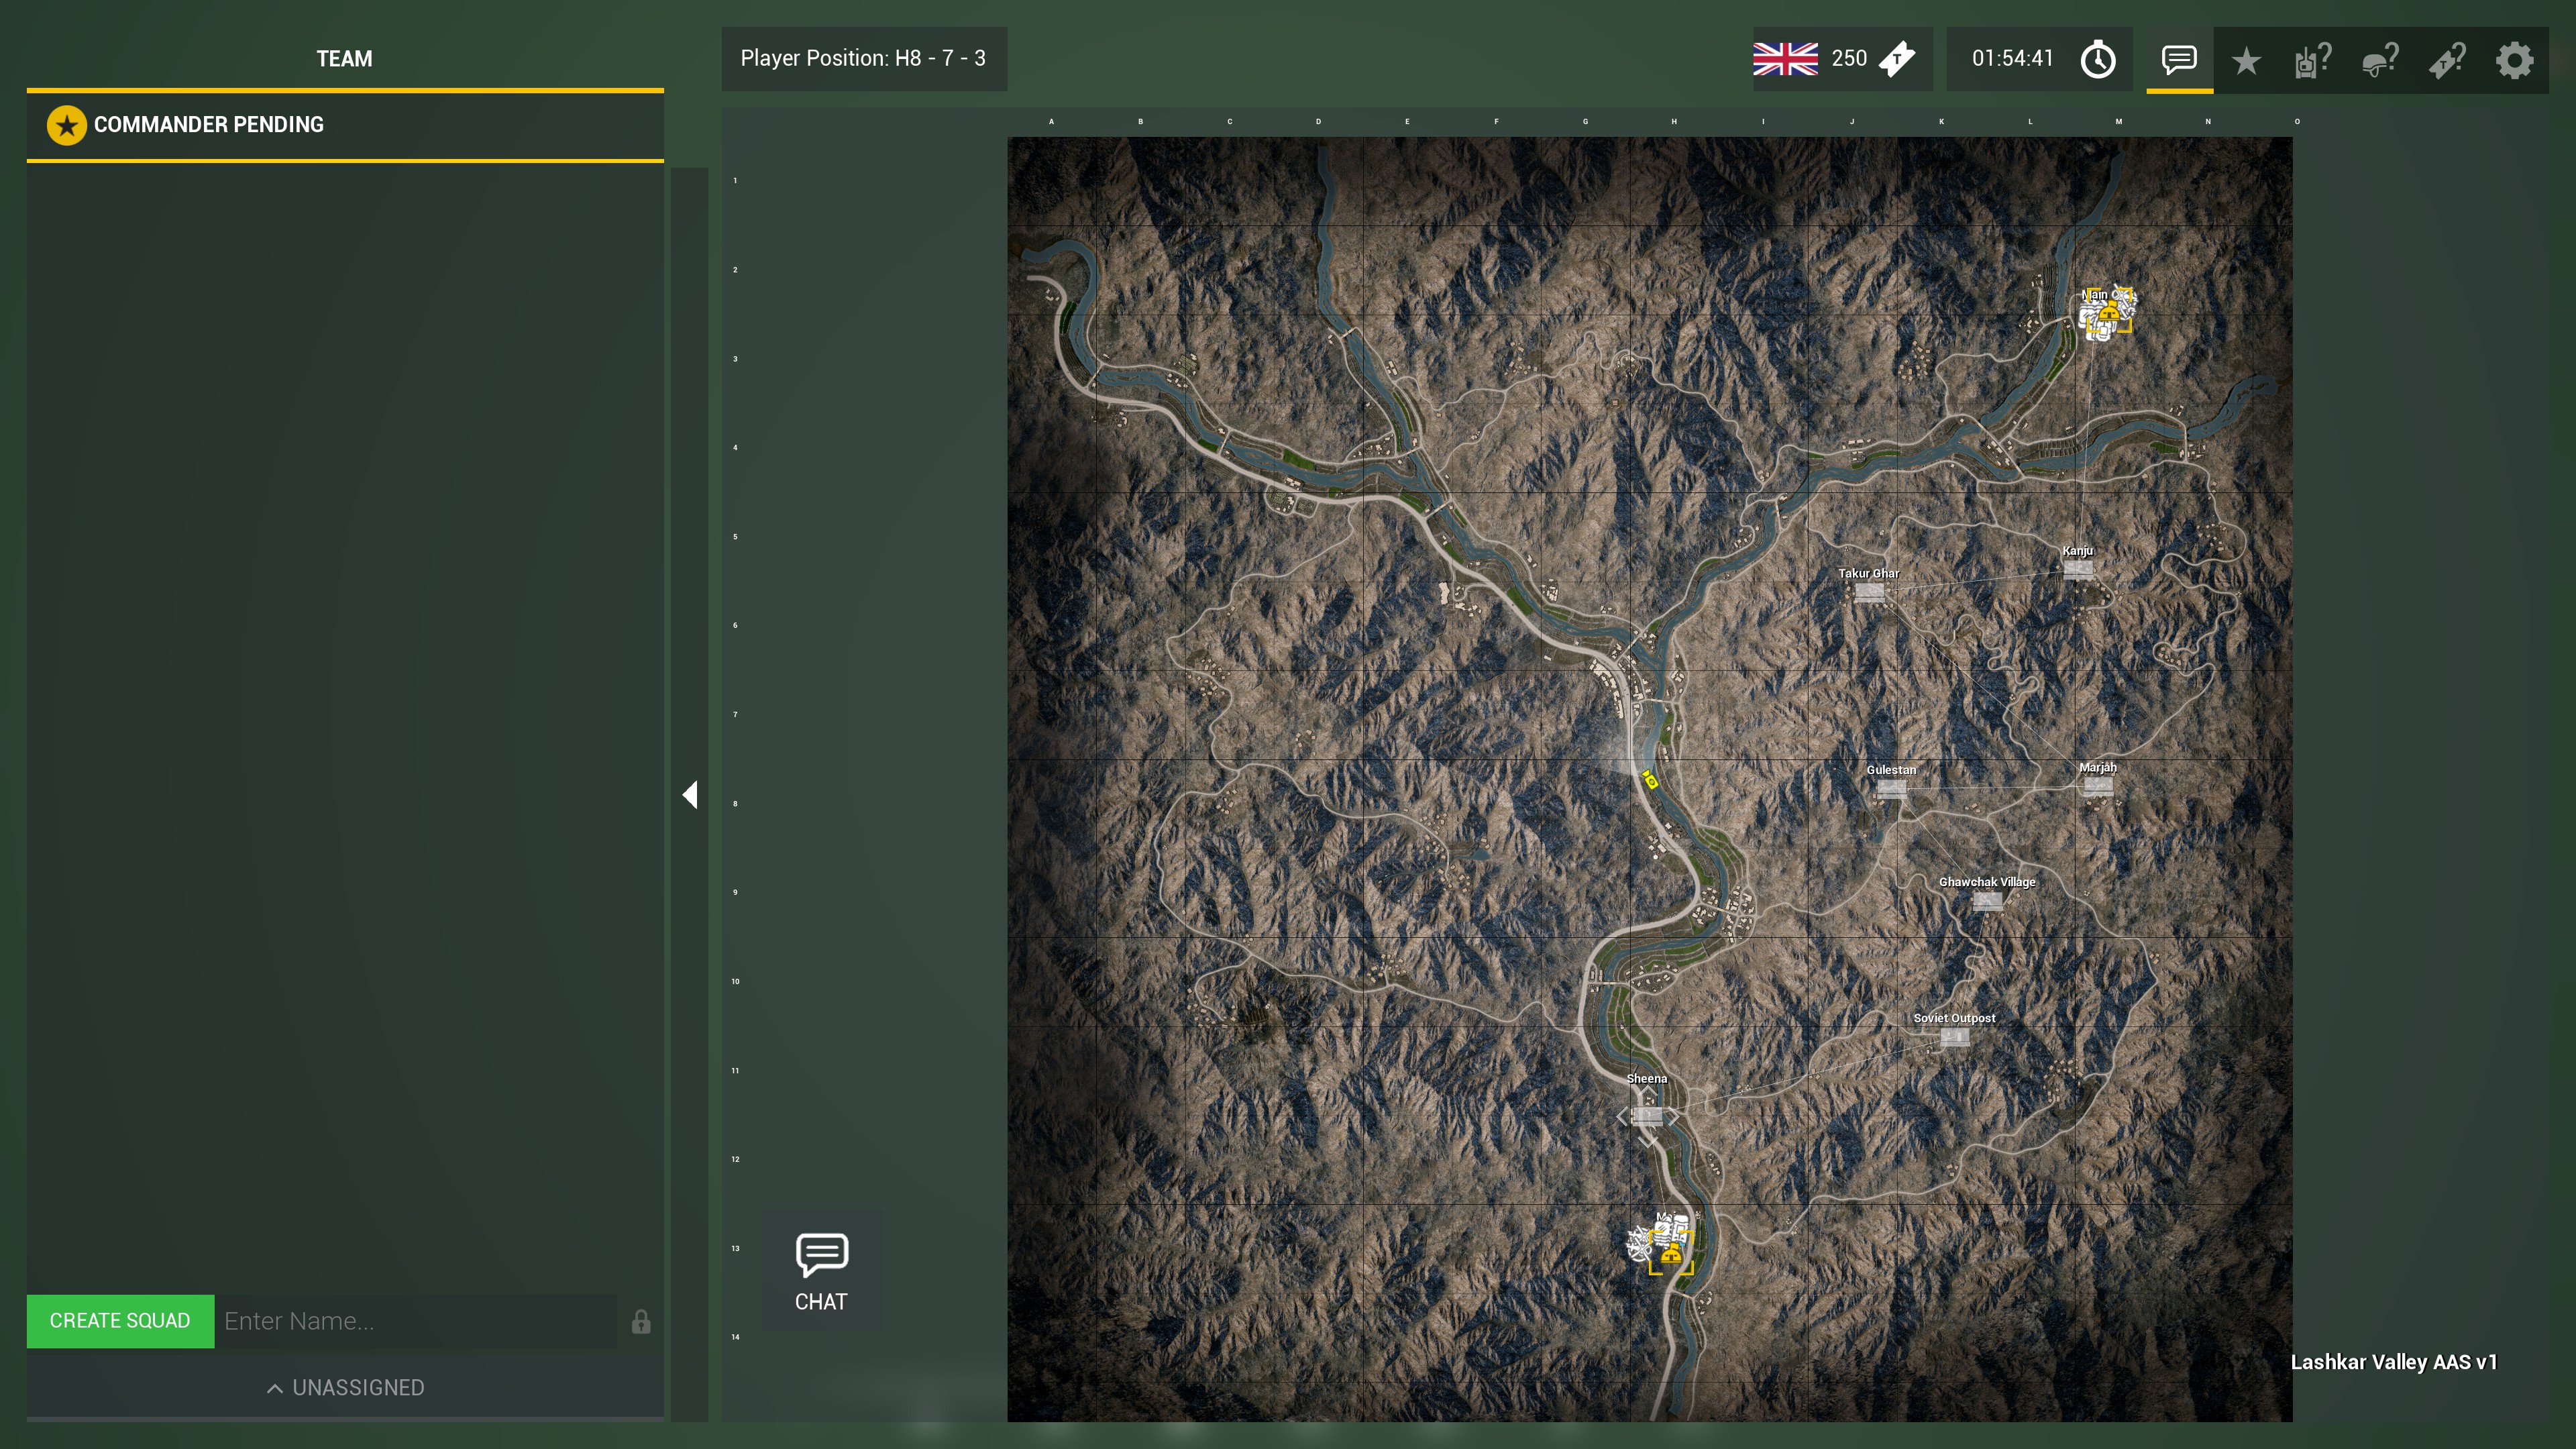 TEAM
Player Position: H8 - 7 - 3
250
01:54:41
COMMANDER PENDING
A B C D E F G H I J K L M N O
1
2
Main
3
4
5
Kanju
Takur Ghar
6
7
Gulestan
Marjah
8
Ghawchak Village
9
10
Soviet Outpost
11
Sheena
12
13
CHAT
CREATE SQUAD
Enter Name...
14
Lashkar Valley AAS v1
UNASSIGNED